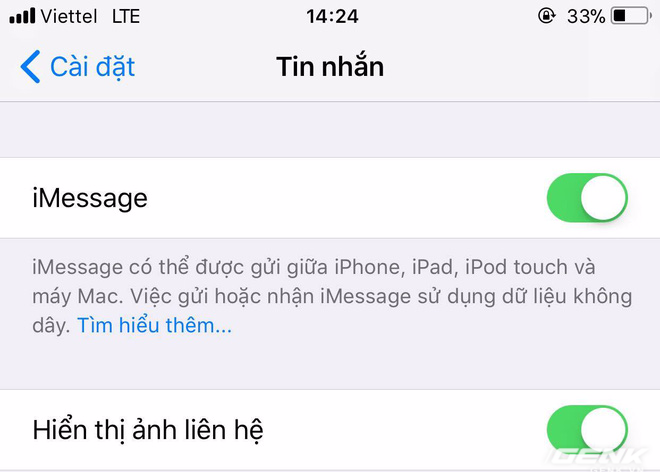 Viettel LTE 14:24 33%
Cài đặt Tin nhắn
iMessage
iMessage có thể được gửi giữa iPhone, iPad, iPod touch và
máy Mac. Việc gửi hoặc nhận iMessage sử dụng dữ liệu không
dây. Tìm hiểu thêm...
Hiển thị ảnh liên hệ
GENK